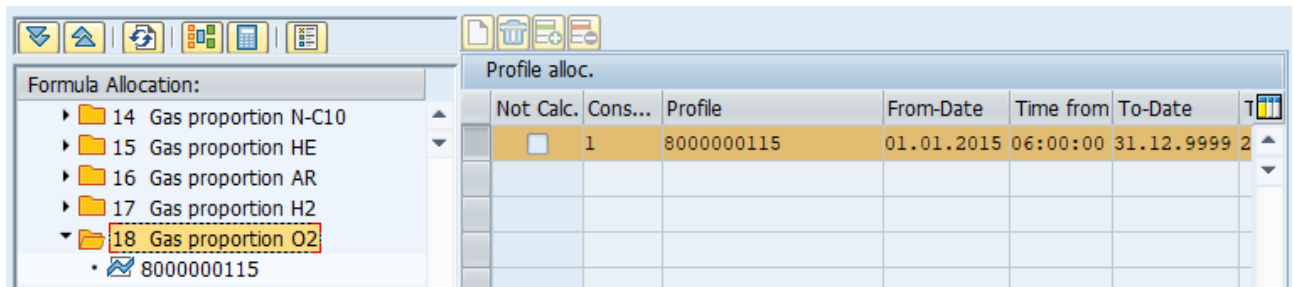 Formula Allocation:
14 Gas proportion N-C10
15 Gas proportion HE
16 Gas proportion AR
17 Gas proportion H2
18 Gas proportion O2
8000000115
Profile alloc.
Not Calc. Cons... Profile From-Date Time from To-Date T
1 8000000115 01.01.2015 06:00:00 31.12.9999 2